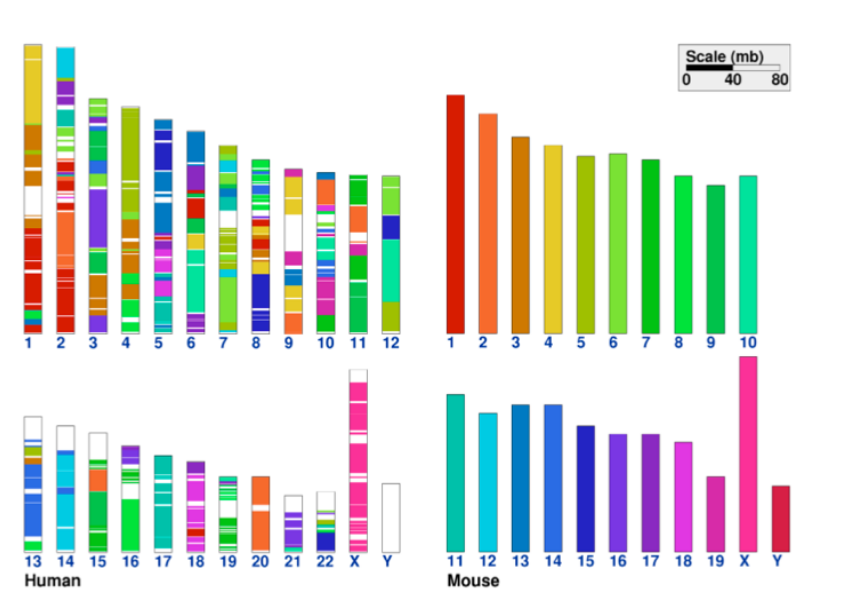 Scale (mb)
0 40 80
1 2 3 4 5 6 7 8 9 10 11 12
1 2 3 4 5 6 7 8 9 10
13 14 15 16 17 18 19 20 21 22 X Y
11 12 13 14 15 16 17 18 19 X Y
Human
Mouse